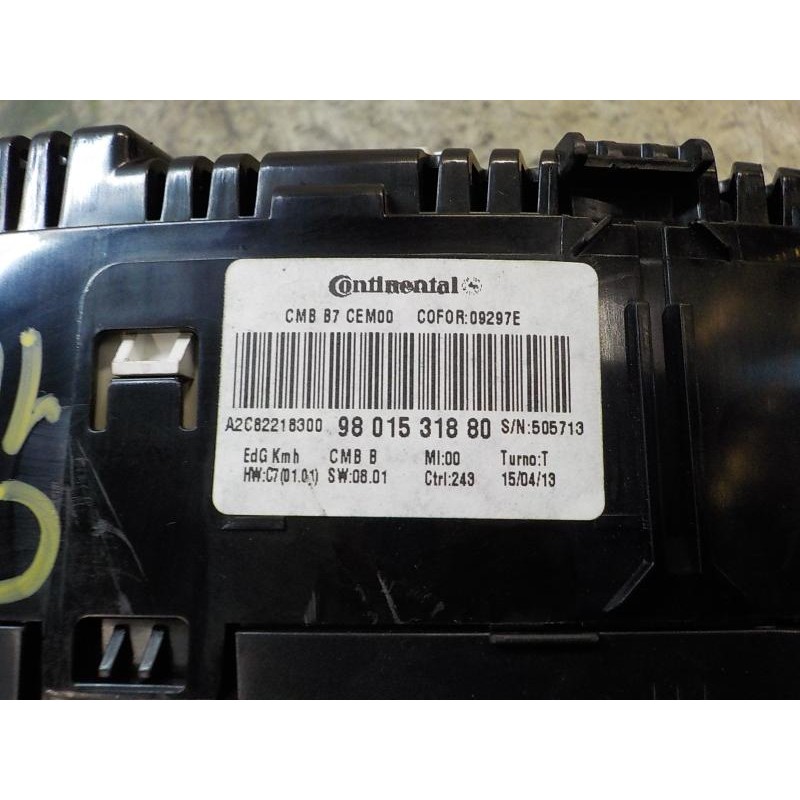 Continental
CMB B7 CEM00 COFOR:09297E
A2C82218300 98 015 318 80 S/N:505713
EdG Kmh CMB B MI:00 Turno:T
HW:C7(01.01) SW:08.01 Ctrl:243 15/04/13